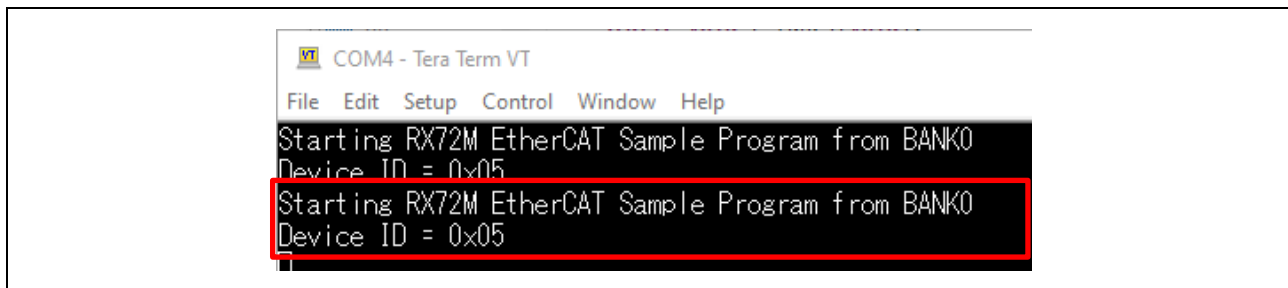 COM4 - Tera Term VT
File Edit Setup Control Window Help
Starting RX72M EtherCAT Sample Program from BANK0
Device ID = 0x05
Starting RX72M EtherCAT Sample Program from BANK0
Device ID = 0x05